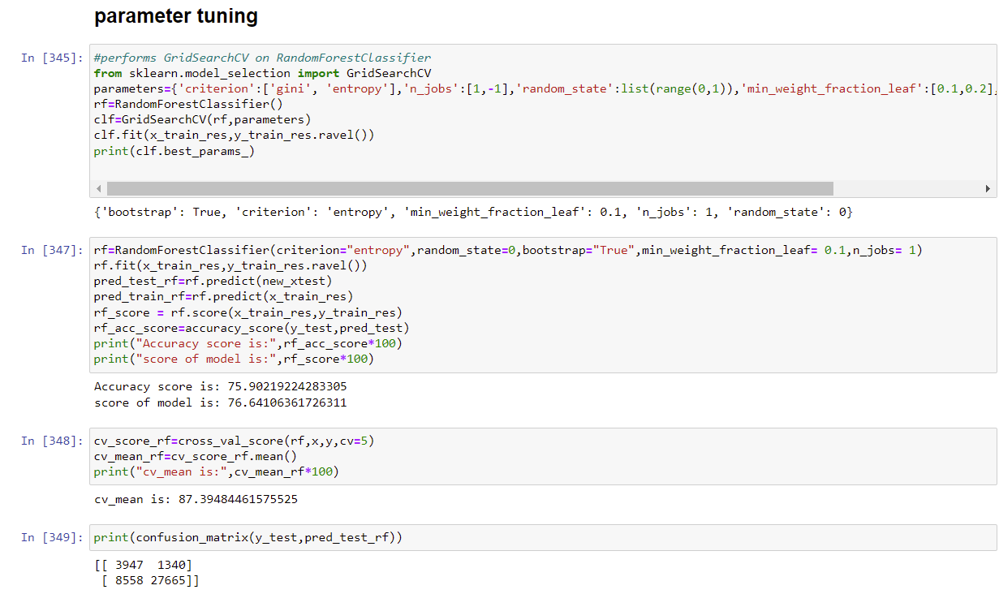 parameter tuning
In [345]:
#performs GridSearchCV on RandomForestClassifier
from sklearn.model_selection import GridSearchCV
parameters={'criterion':['gini', 'entropy'],'n_jobs':[1,-1],'random_state':list(range(0,1)),'min_weight_fraction_leaf':[0.1,0.2],
rf=RandomForestClassifier()
clf=GridSearchCV(rf,parameters)
clf.fit(x_train_res,y_train_res.ravel())
print(clf.best_params_)
{'bootstrap': True, 'criterion': 'entropy', 'min_weight_fraction_leaf': 0.1, 'n_jobs': 1, 'random_state': 0}
In [347]:
rf=RandomForestClassifier(criterion="entropy",random_state=0,bootstrap="True",min_weight_fraction_leaf= 0.1,n_jobs= 1)
rf.fit(x_train_res,y_train_res.ravel())
pred_test_rf=rf.predict(new_xtest)
pred_train_rf=rf.predict(x_train_res)
rf_score = rf.score(x_train_res,y_train_res)
rf_acc_score=accuracy_score(y_test,pred_test)
print("Accuracy score is:",rf_acc_score*100)
print("score of model is:",rf_score*100)
Accuracy score is: 75.90219224283305
score of model is: 76.64106361726311
In [348]:
cv_score_rf=cross_val_score(rf,x,y,cv=5)
cv_mean_rf=cv_score_rf.mean()
print("cv_mean is:",cv_mean_rf*100)
cv_mean is: 87.39484461575525
In [349]:
print(confusion_matrix(y_test,pred_test_rf))
[[ 3947  1340]
 [ 8558 27665]]